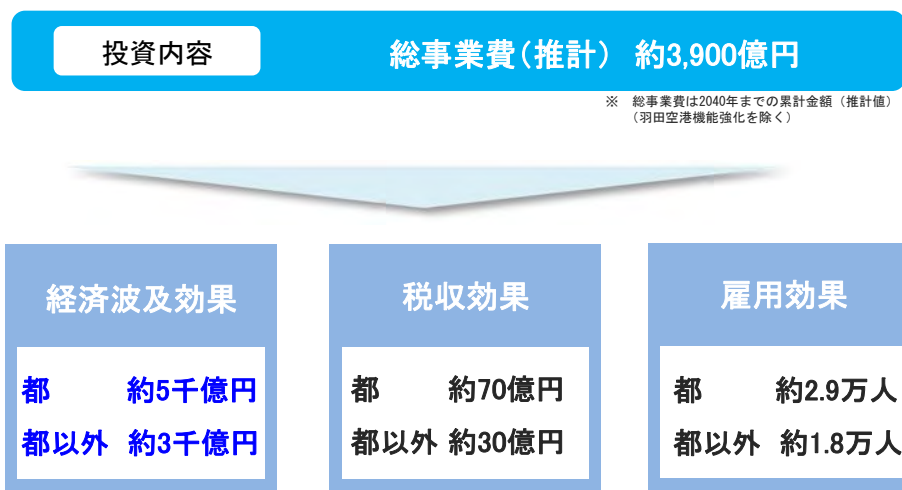 投資内容
総事業費（推計） 約3,900億円
※ 総事業費は2040年までの累計金額（推計値）
（羽田空港機能強化を除く）
経済波及効果
都 約5千億円
都以外 約3千億円
税収効果
都 約70億円
都以外 約30億円
雇用効果
都 約2.9万人
都以外 約1.8万人